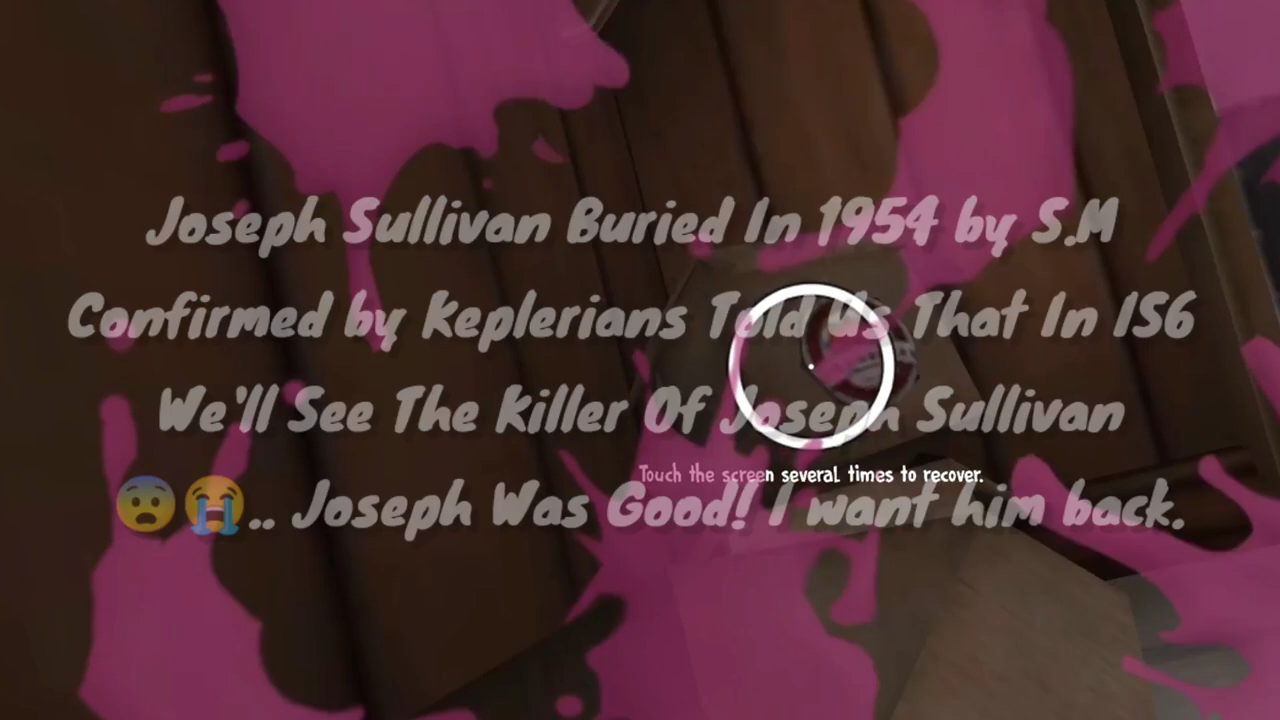 Joseph Sullivan Buried In 1954 by S.M
Confirmed by Keplerians Told Us That In IS6
We'll See The Killer Of Joseph Sullivan
Touch the screen several times to recover.
😨😭.. Joseph Was Good! I want him back.